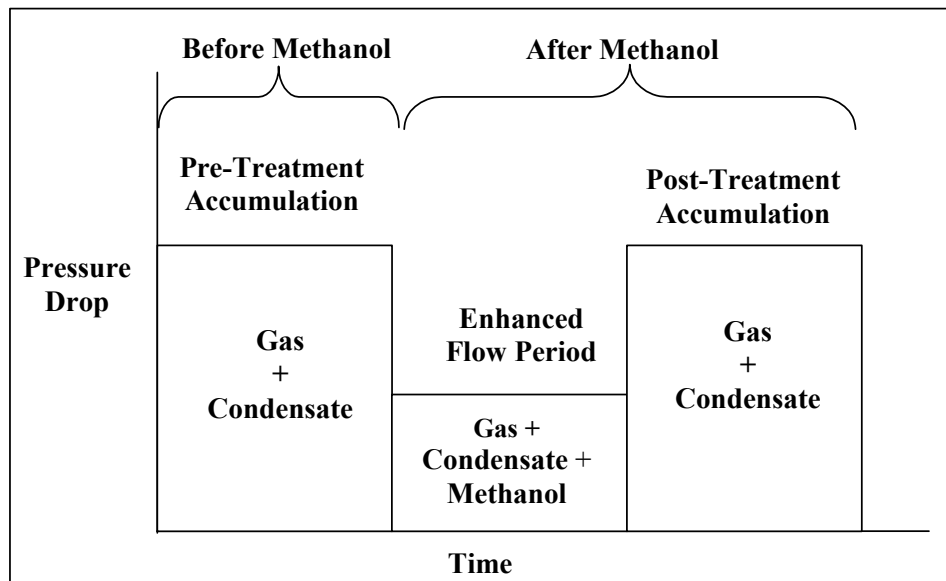 Before Methanol
After Methanol
Pre-Treatment
Accumulation
Post-Treatment
Accumulation
Pressure
Drop
Gas
+
Condensate
Enhanced
Flow Period
Gas +
Condensate +
Methanol
Gas
+
Condensate
Time